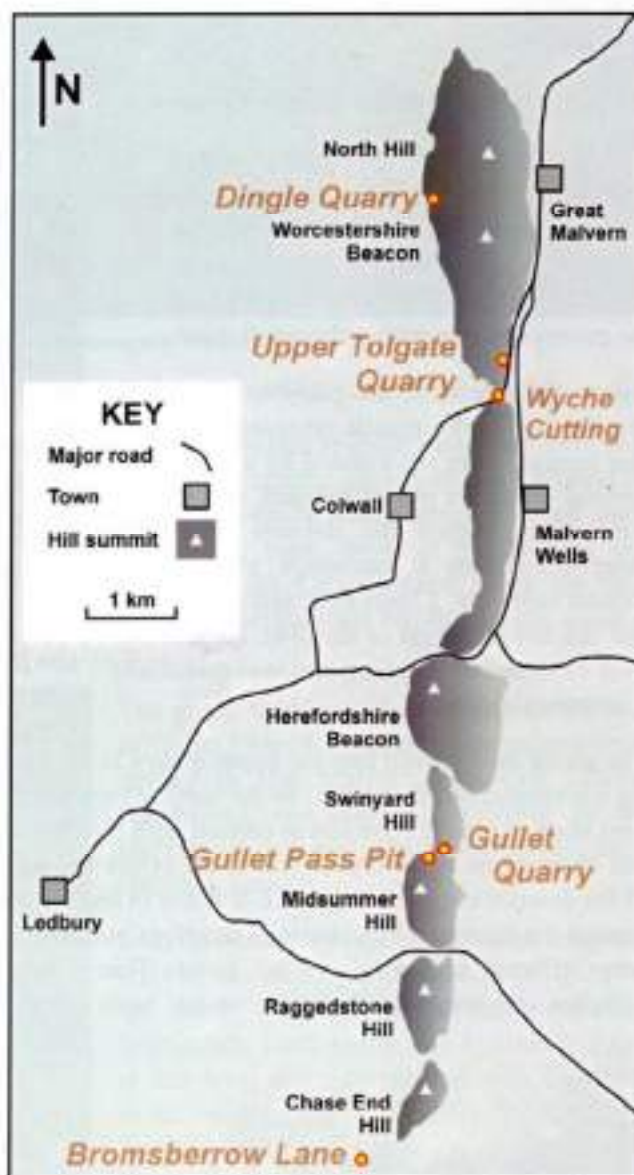 N
North Hill
Dingle Quarry
Worcestershire
Beacon
Great
Malvern
Upper Tolgate
Quarry
Wyche
Cutting
KEY
Major road
Town
Hill summit
1 km
Colwall
Malvern
Wells
Herefordshire
Beacon
Swinyard
Hill
Gullet Pass Pit
Gullet
Quarry
Midsummer
Hill
Ledbury
Raggedstone
Hill
Chase End
Hill
Bromsberrow Lane